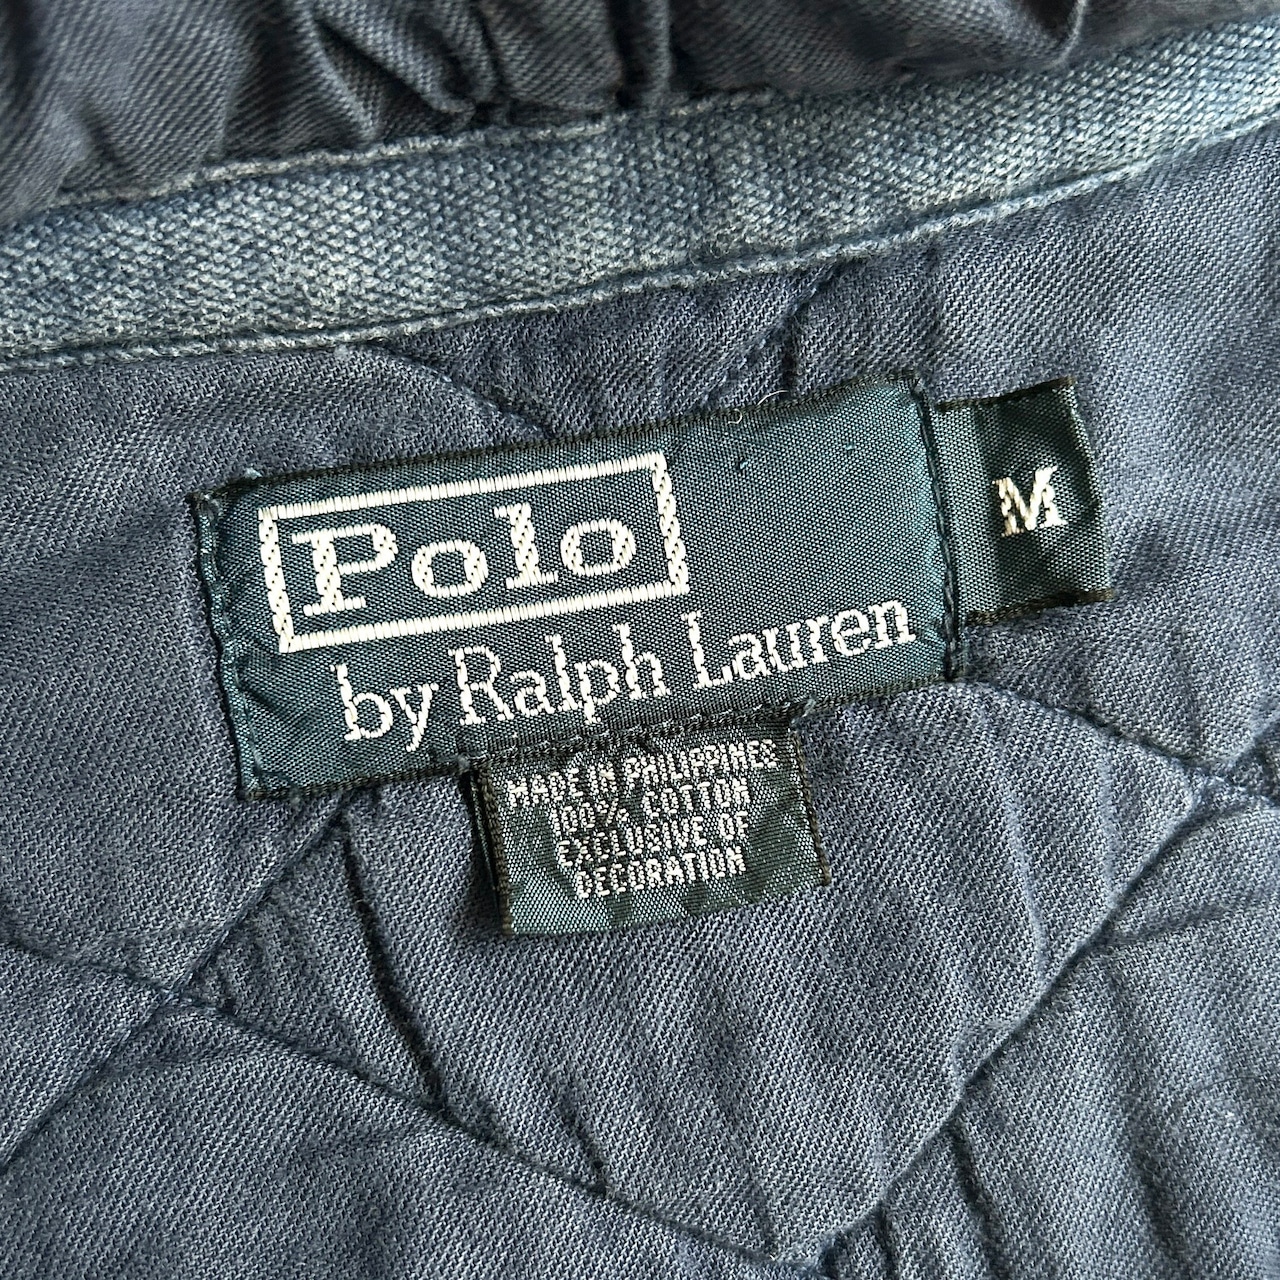 Polo
by Ralph Lauren
M
MADE IN PHILIPPINES
100% COTTON
EXCLUSIVE OF
DECORATION